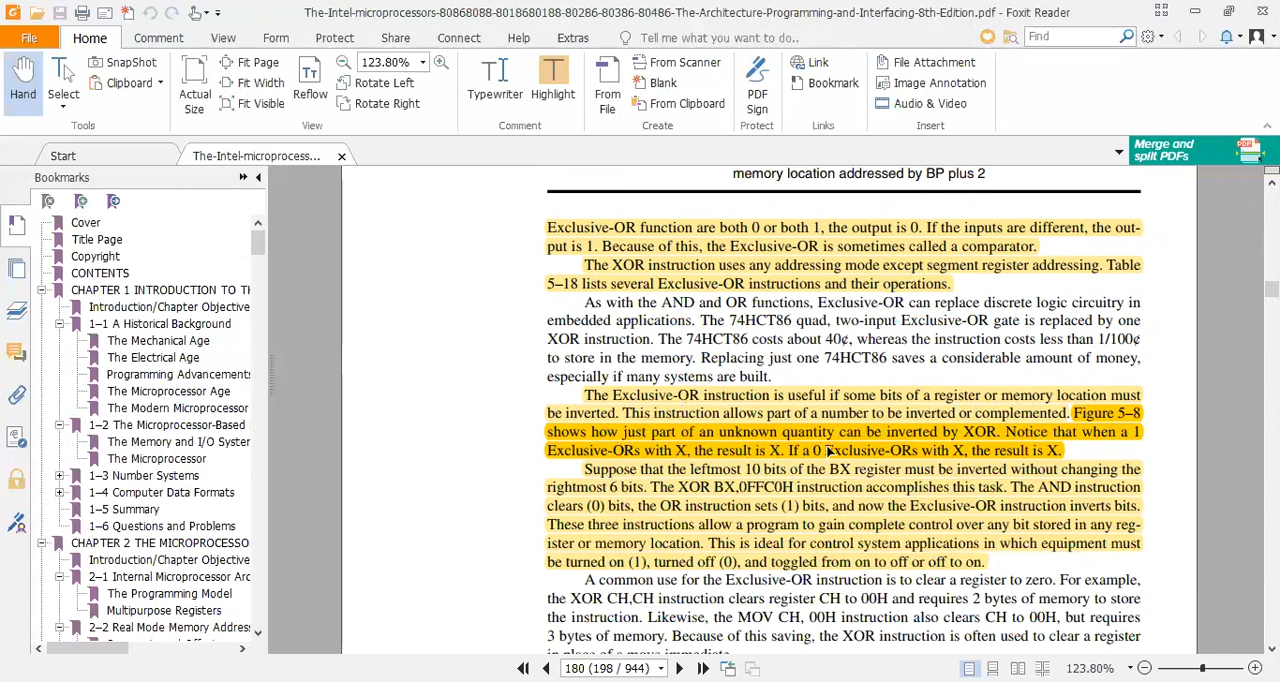 The-Intel-microprocessors-80868088-8018680188-80286-80386-80486-The-Architecture-Programming-and-Interfacing-8th-Edition.pdf - Foxit Reader
File Home Comment View Form Protect Share Connect Help Extras Tell me what you want to do.. Find
Hand
Select
SnapShot
Clipboard
Tools
Actual Size
Fit Page
Fit Width
Fit Visible
Reflow
123.80%
Rotate Left
Rotate Right
View
Typewriter
Highlight
Comment
From File
From Scanner
Blank
From Clipboard
Create
PDF Sign
Protect
Link
Bookmark
Links
File Attachment
Image Annotation
Audio & Video
Insert
Start
The-Intel-microprocess...
Merge and
split PDFs
Bookmarks
Cover
Title Page
Copyright
CONTENTS
CHAPTER 1 INTRODUCTION TO TH
Introduction/Chapter Objective
1–1 A Historical Background
The Mechanical Age
The Electrical Age
Programming Advancements
The Microprocessor Age
The Modern Microprocessor
1–2 The Microprocessor-Based
The Memory and I/O System
The Microprocessor
1–3 Number Systems
1–4 Computer Data Formats
1–5 Summary
1–6 Questions and Problems
CHAPTER 2 THE MICROPROCESSO
Introduction/Chapter Objective
2–1 Internal Microprocessor Arc
The Programming Model
Multipurpose Registers
2–2 Real Mode Memory Address
memory location addressed by BP plus 2
Exclusive-OR function are both 0 or both 1, the output is 0. If the inputs are different, the out-
put is 1. Because of this, the Exclusive-OR is sometimes called a comparator.
The XOR instruction uses any addressing mode except segment register addressing. Table
5–18 lists several Exclusive-OR instructions and their operations.
As with the AND and OR functions, Exclusive-OR can replace discrete logic circuitry in
embedded applications. The 74HCT86 quad, two-input Exclusive-OR gate is replaced by one
XOR instruction. The 74HCT86 costs about 40¢, whereas the instruction costs less than 1/100¢
to store in the memory. Replacing just one 74HCT86 saves a considerable amount of money,
especially if many systems are built.
The Exclusive-OR instruction is useful if some bits of a register or memory location must
be inverted. This instruction allows part of a number to be inverted or complemented. Figure 5–8
shows how just part of an unknown quantity can be inverted by XOR. Notice that when a 1
Exclusive-ORs with X, the result is X. If a 0 Exclusive-ORs with X, the result is X.
Suppose that the leftmost 10 bits of the BX register must be inverted without changing the
rightmost 6 bits. The XOR BX,0FFC0H instruction accomplishes this task. The AND instruction
clears (0) bits, the OR instruction sets (1) bits, and now the Exclusive-OR instruction inverts bits.
These three instructions allow a program to gain complete control over any bit stored in any reg-
ister or memory location. This is ideal for control system applications in which equipment must
be turned on (1), turned off (0), and toggled from on to off or off to on.
A common use for the Exclusive-OR instruction is to clear a register to zero. For example,
the XOR CH,CH instruction clears register CH to 00H and requires 2 bytes of memory to store
the instruction. Likewise, the MOV CH, 00H instruction also clears CH to 00H, but requires
3 bytes of memory. Because of this saving, the XOR instruction is often used to clear a register
in place of a move immediate.
180 (198 / 944)
123.80%